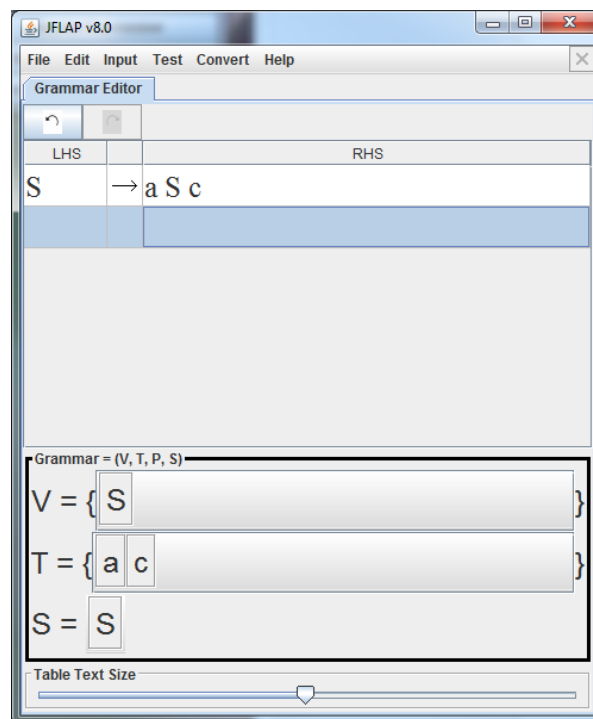 JFLAP v8.0
File Edit Input Test Convert Help
Grammar Editor
LHS RHS
S → a S c
Grammar = (V, T, P, S)
V = { S }
T = { a c }
S = S
Table Text Size